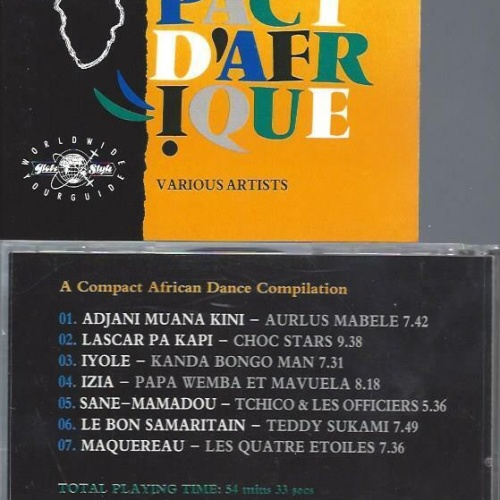 PACT
D'AFR
IQUE
VARIOUS ARTISTS
WORLDWIDE
Globe Style
YOUR GUIDE
A Compact African Dance Compilation
01. ADJANI MUANA KINI – AURLUS MABELE 7.42
02. LASCAR PA KAPI – CHOC STARS 9.38
03. IYOLE – KANDA BONGO MAN 7.31
04. IZIA – PAPA WEMBA ET MAVUELA 8.18
05. SANE-MAMADOU – TCHICO & LES OFFICIERS 5.36
06. LE BON SAMARITAIN – TEDDY SUKAMI 7.49
07. MAQUEREAU – LES QUATRE ETOILES 7.36
TOTAL PLAYING TIME: 54 mins 33 secs